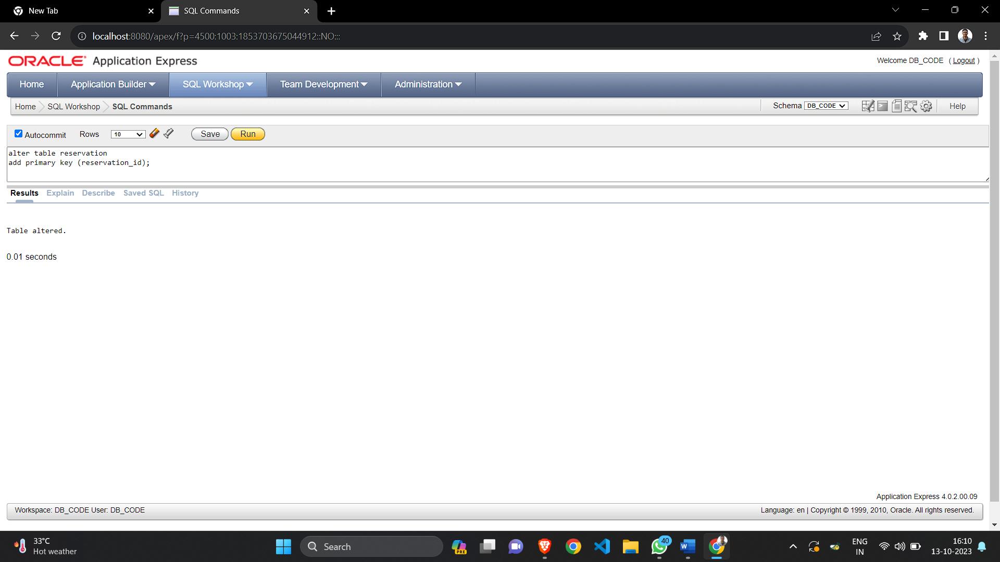 New Tab
SQL Commands
localhost:8080/apex/f?p=4500:1003:1853703675044912::NO:::
ORACLE Application Express
Welcome DB_CODE ( Logout )
Home Application Builder SQL Workshop Team Development Administration
Home SQL Workshop SQL Commands
Schema DB_CODE Help
Autocommit Rows 10 Save Run
alter table reservation
add primary key (reservation_id);
Results Explain Describe Saved SQL History
Table altered.
0.01 seconds
Application Express 4.0.2.00.09
Workspace: DB_CODE User: DB_CODE
Language: en | Copyright © 1999, 2010, Oracle. All rights reserved.
33°C
Hot weather
Search
PRE
40
W
ENG
IN
16:10
13-10-2023